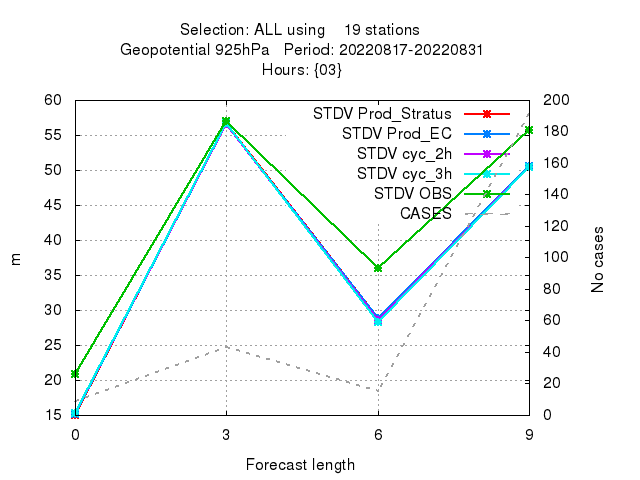 Selection: ALL using    19 stations
Geopotential 925hPa   Period: 20220817-20220831
Hours: {03}
STDV Prod_Stratus
STDV Prod_EC
STDV cyc_2h
STDV cyc_3h
STDV OBS
CASES
60
55
50
45
40
35
30
25
20
15
m
200
180
160
140
120
100
80
60
40
20
0
No cases
0 3 6 9
Forecast length